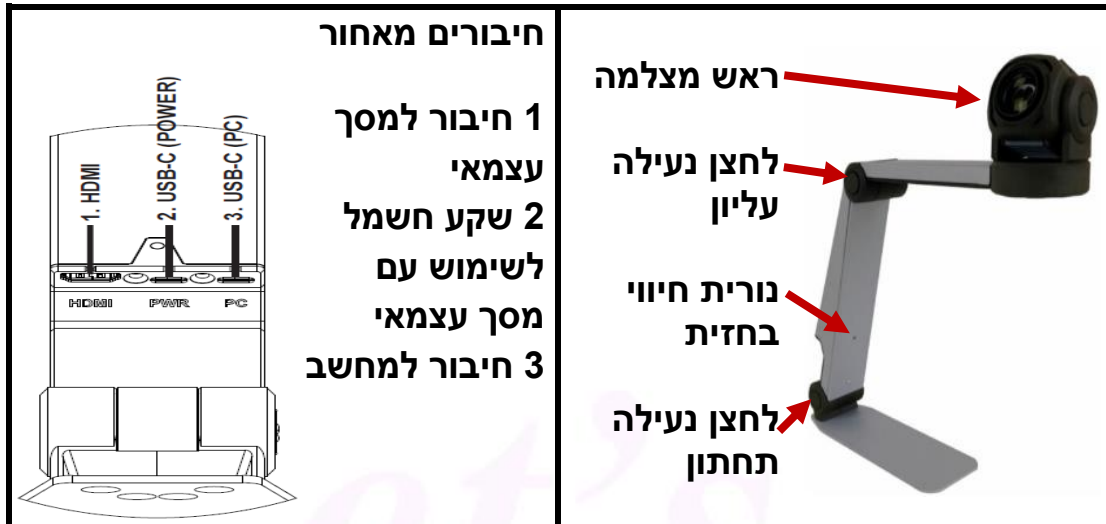 חיבורים מאחור
1 חיבור למסך
עצמאי
2 שקע חשמל
לשימוש עם
מסך עצמאי
3 חיבור למחשב
1. HDMI
2. USB-C (POWER)
3. USB-C (PC)
HDMI PWR PC
ראש מצלמה
לחצן נעילה
עליון
נורית חיווי
בחזית
לחצן נעילה
תחתון